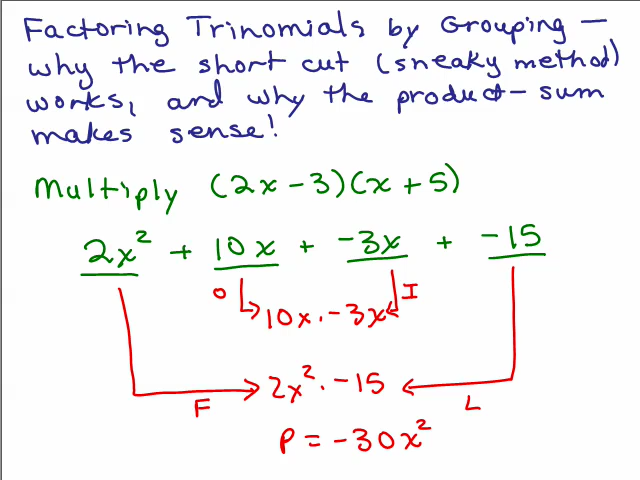 Factoring Trinomials by Grouping —
why the short cut (sneaky method)
works, and why the product-sum
makes sense!
Multiply (2x - 3)(x + 5)
2x² + 10x + -3x + -15
O I
10x · -3x
2x² · -15
F L
P = -30x²